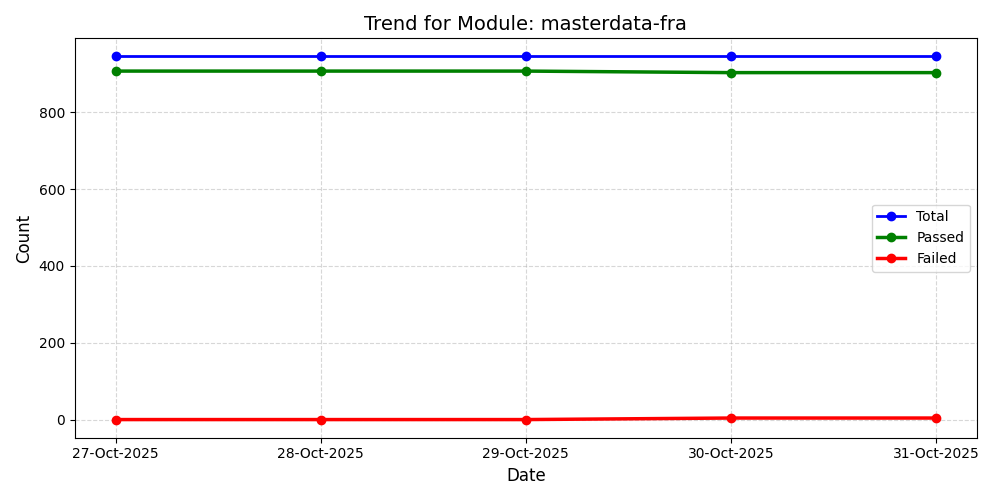 Trend for Module: masterdata-fra
Count
800
600
400
200
0
Total
Passed
Failed
27-Oct-2025
28-Oct-2025
29-Oct-2025
30-Oct-2025
31-Oct-2025
Date